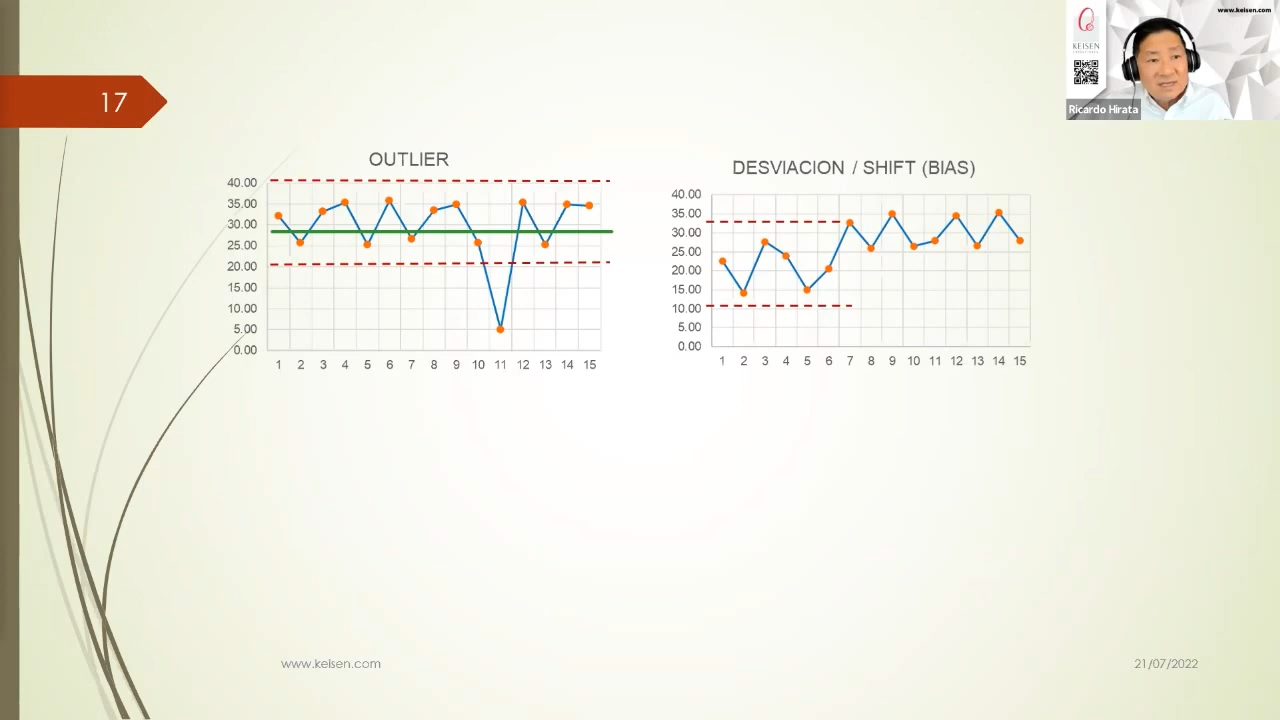 www.keisen.com
KEISEN
Ricardo Hirata
17
OUTLIER
40.00
35.00
30.00
25.00
20.00
15.00
10.00
5.00
0.00
1 2 3 4 5 6 7 8 9 10 11 12 13 14 15
DESVIACION / SHIFT (BIAS)
40.00
35.00
30.00
25.00
20.00
15.00
10.00
5.00
0.00
1 2 3 4 5 6 7 8 9 10 11 12 13 14 15
www.keisen.com
21/07/2022